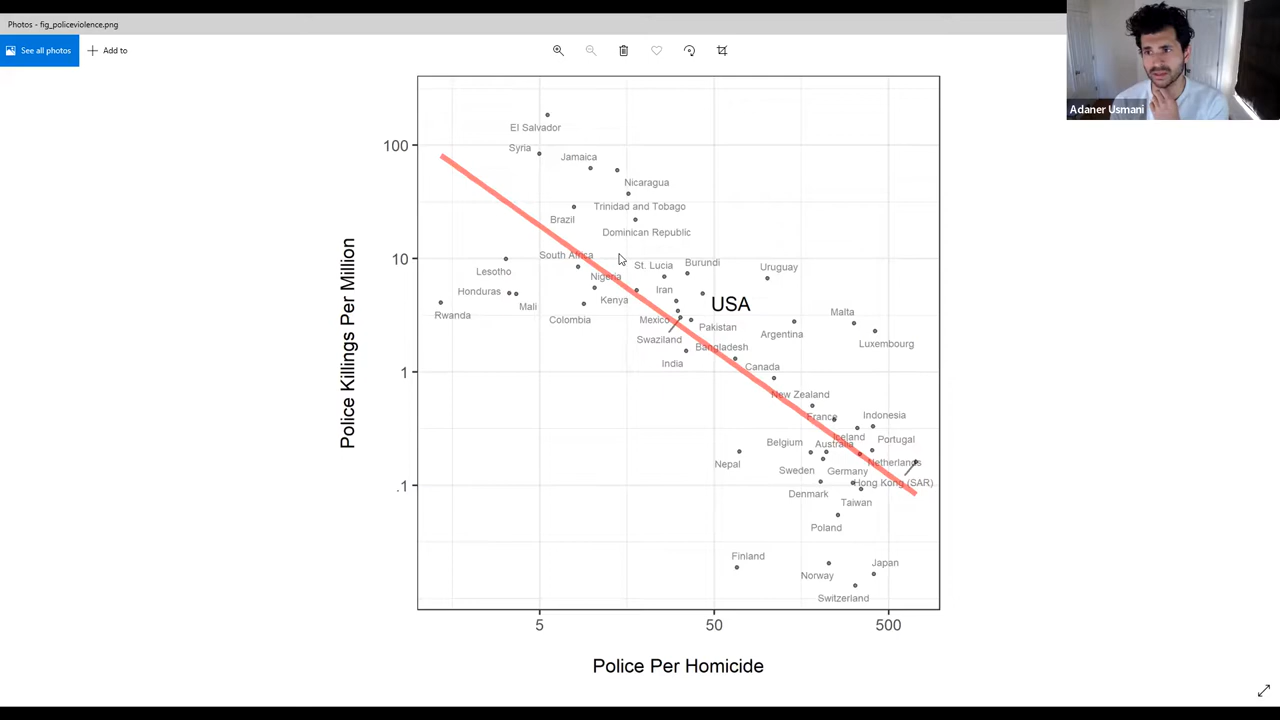 Photos - fig_policeviolence.png
See all photos
Add to
Adaner Usmani
El Salvador
100
Syria
Jamaica
Nicaragua
Trinidad and Tobago
Brazil
Dominican Republic
South Africa
10
Lesotho
St. Lucia
Burundi
Uruguay
Nigeria
Honduras
Iran
Mali
Kenya
USA
Rwanda
Colombia
Mexico
Pakistan
Malta
Argentina
Swaziland
Luxembourg
Bangladesh
India
Canada
1
New Zealand
France
Indonesia
Iceland
Portugal
Belgium
Australia
Nepal
Netherlands
Sweden
Germany
Hong Kong (SAR)
.1
Denmark
Taiwan
Poland
Finland
Japan
Norway
Switzerland
Police Killings Per Million
5
50
500
Police Per Homicide